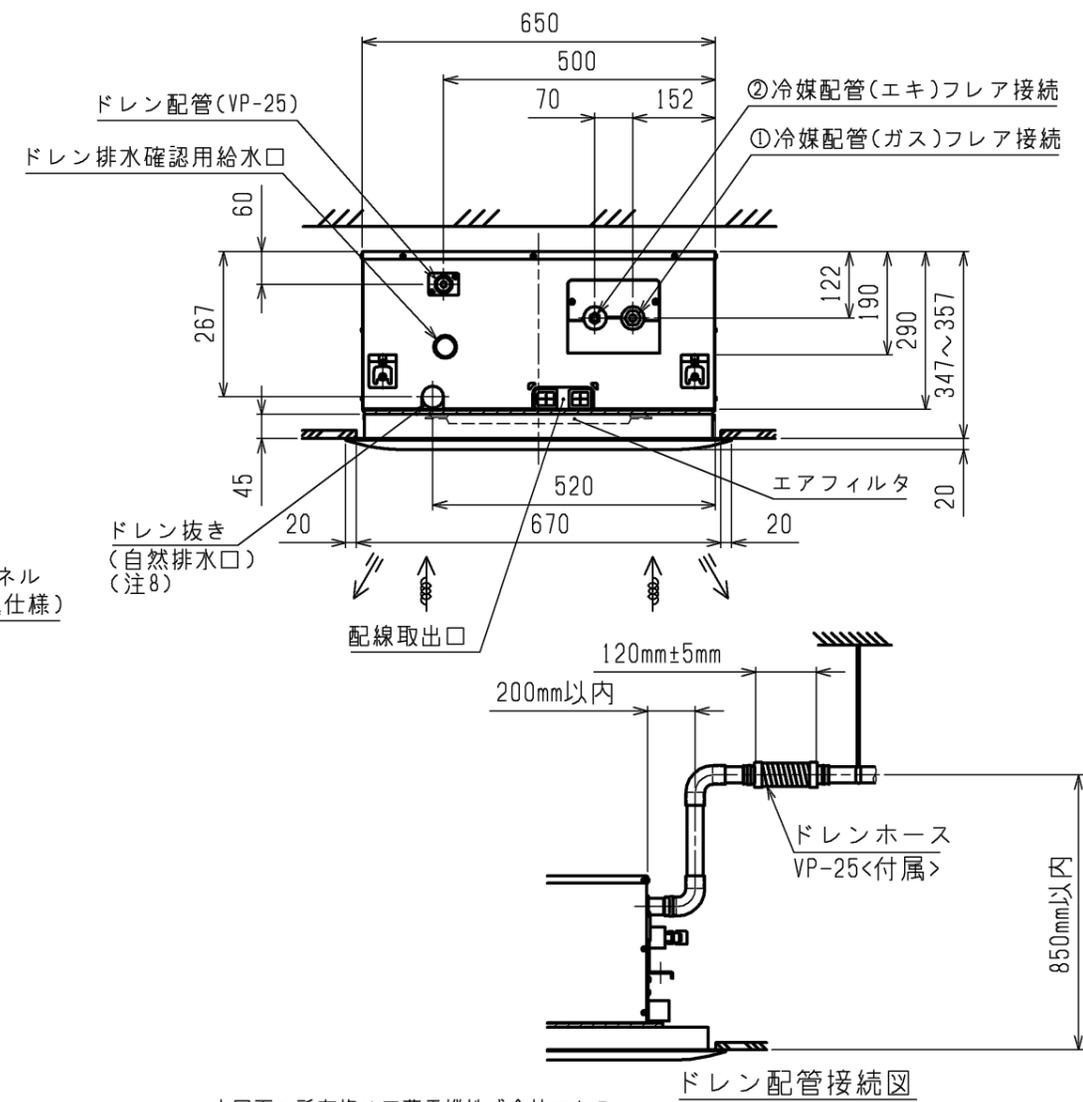 650
500
70
152
ドレン配管(VP-25)
②冷媒配管(エキ)フレア接続
①冷媒配管(ガス)フレア接続
ドレン排水確認用給水口
60
267
45
122
190
290
347～357
20
エアフィルタ
520
20
670
20
ドレン抜き
(自然排水口)
(注8)
ネル
仕様)
配線取出口
120mm±5mm
200mm以内
ドレンホース
VP-25<付属>
850mm以内
ドレン配管接続図